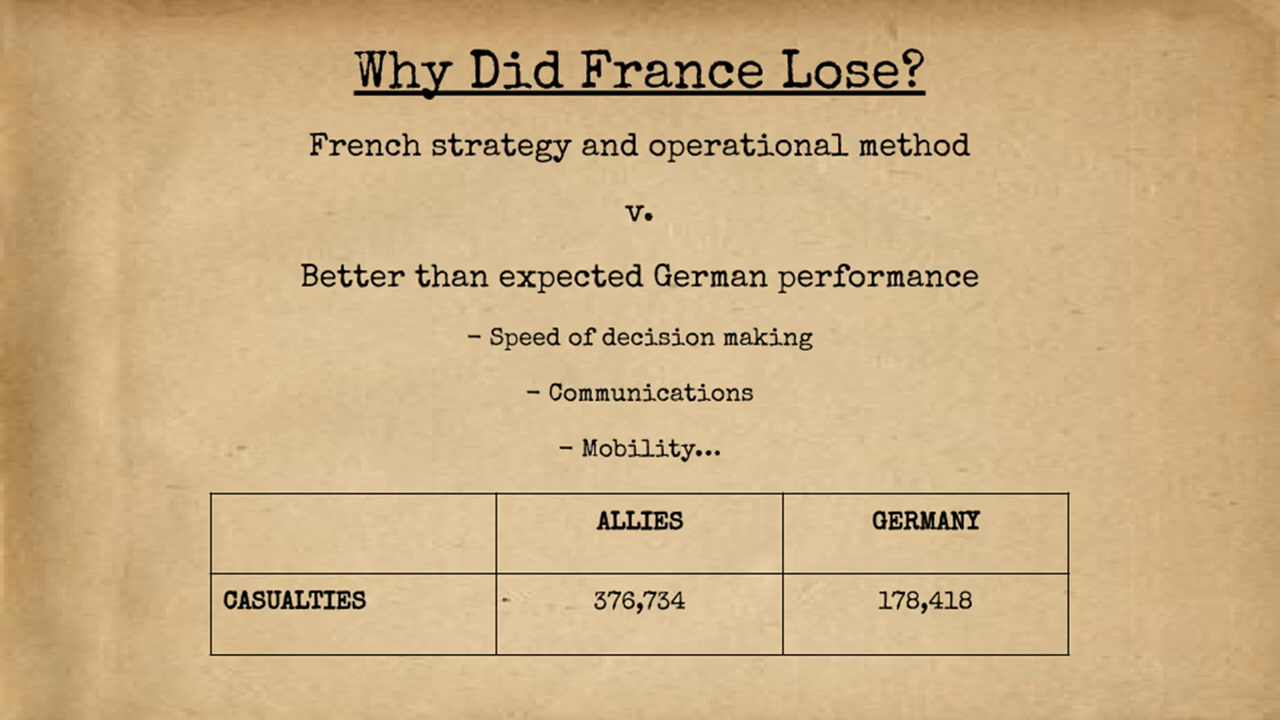 Why Did France Lose?
French strategy and operational method
v.
Better than expected German performance
- Speed of decision making
- Communications
- Mobility...
ALLIES GERMANY
CASUALTIES 376,734 178,418